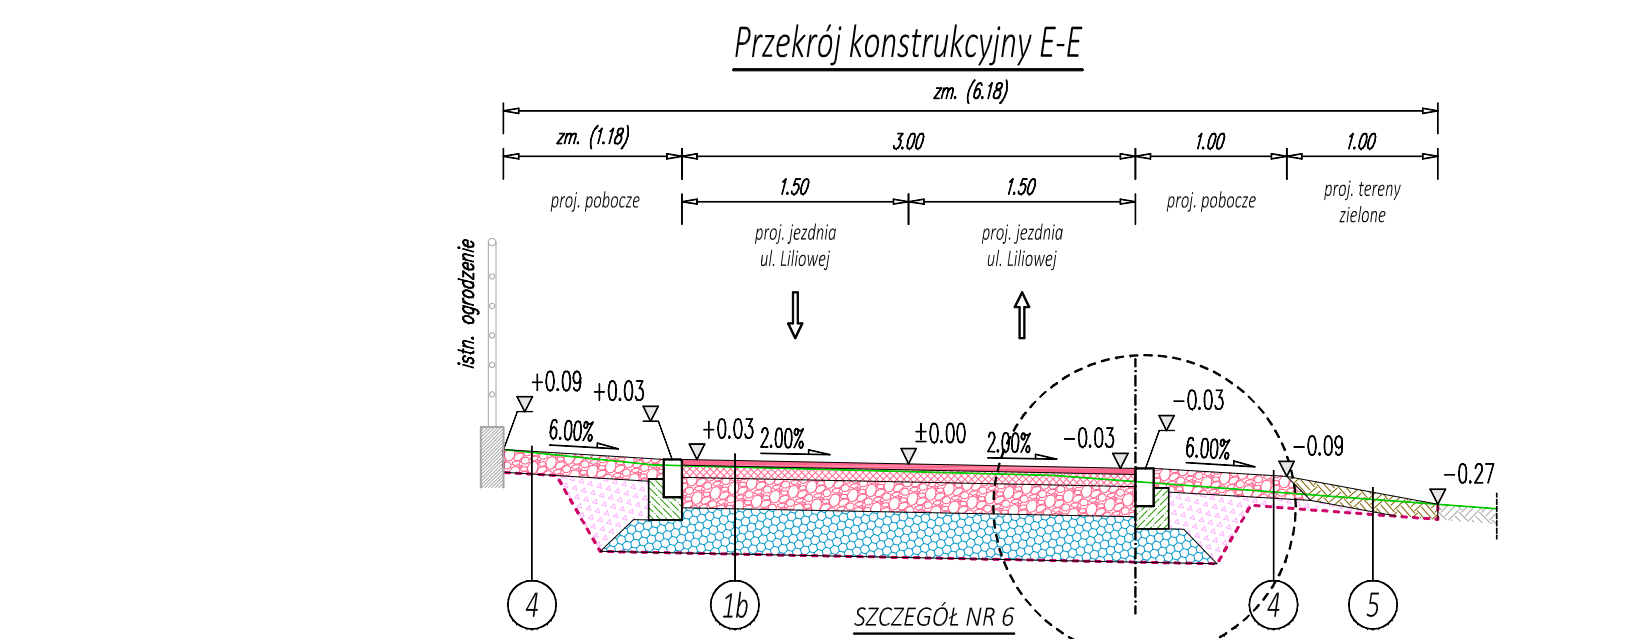 Przekrój konstrukcyjny E-E
zm. (6.18)
zm. (1.18)
3.00
1.00
1.00
proj. pobocze
1.50
1.50
proj. pobocze
proj. tereny
zielone
proj. jezdnia
ul. Liliowej
proj. jezdnia
ul. Liliowej
istn. ogrodzenie
+0.09
+0.03
6.00%
+0.03
2.00%
±0.00
2.00%
-0.03
-0.03
6.00%
-0.09
-0.27
4
1b
4
5
SZCZEGÓŁ NR 6